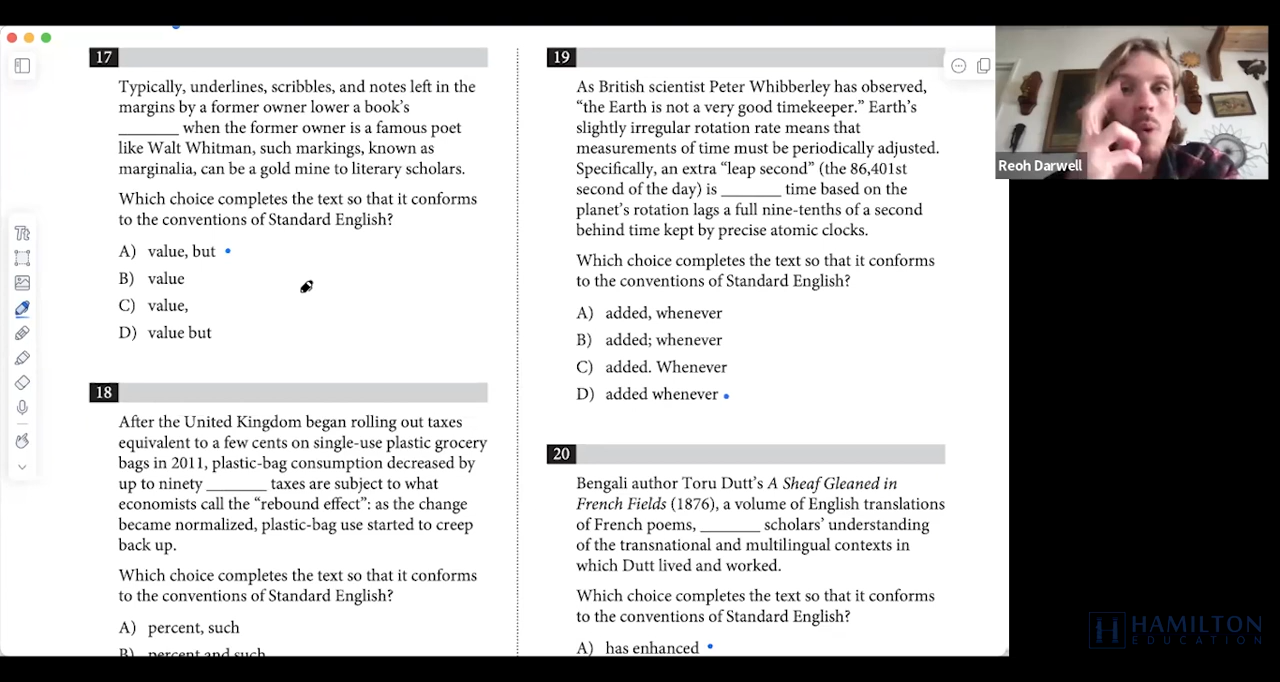 17
Typically, underlines, scribbles, and notes left in the
margins by a former owner lower a book's
_______ when the former owner is a famous poet
like Walt Whitman, such markings, known as
marginalia, can be a gold mine to literary scholars.
Which choice completes the text so that it conforms
to the conventions of Standard English?
A) value, but
B) value
C) value,
D) value but
18
After the United Kingdom began rolling out taxes
equivalent to a few cents on single-use plastic grocery
bags in 2011, plastic-bag consumption decreased by
up to ninety _______ taxes are subject to what
economists call the “rebound effect”: as the change
became normalized, plastic-bag use started to creep
back up.
Which choice completes the text so that it conforms
to the conventions of Standard English?
A) percent, such
B) percent and such
19
As British scientist Peter Whibberley has observed,
“the Earth is not a very good timekeeper.” Earth's
slightly irregular rotation rate means that
measurements of time must be periodically adjusted.
Specifically, an extra “leap second” (the 86,401st
second of the day) is _______ time based on the
planet's rotation lags a full nine-tenths of a second
behind time kept by precise atomic clocks.
Which choice completes the text so that it conforms
to the conventions of Standard English?
A) added, whenever
B) added; whenever
C) added. Whenever
D) added whenever
20
Bengali author Toru Dutt's A Sheaf Gleaned in
French Fields (1876), a volume of English translations
of French poems, _______ scholars' understanding
of the transnational and multilingual contexts in
which Dutt lived and worked.
Which choice completes the text so that it conforms
to the conventions of Standard English?
A) has enhanced
Reoh Darwell
HAMILTON
EDUCATION